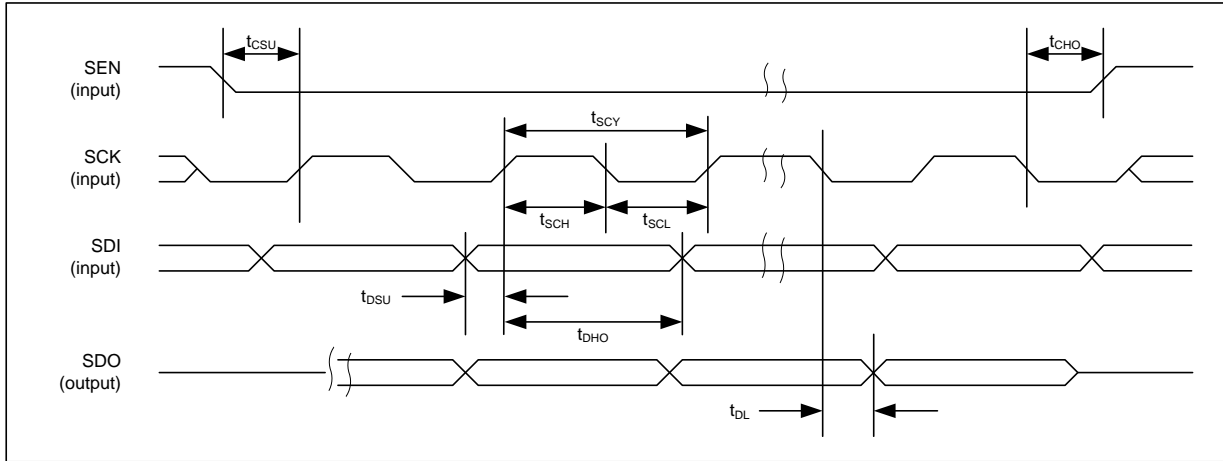 tCSU
tCHO
SEN
(input)
tSCY
SCK
(input)
tSCH
tSCL
SDI
(input)
tDSU
tDHO
SDO
(output)
tDL